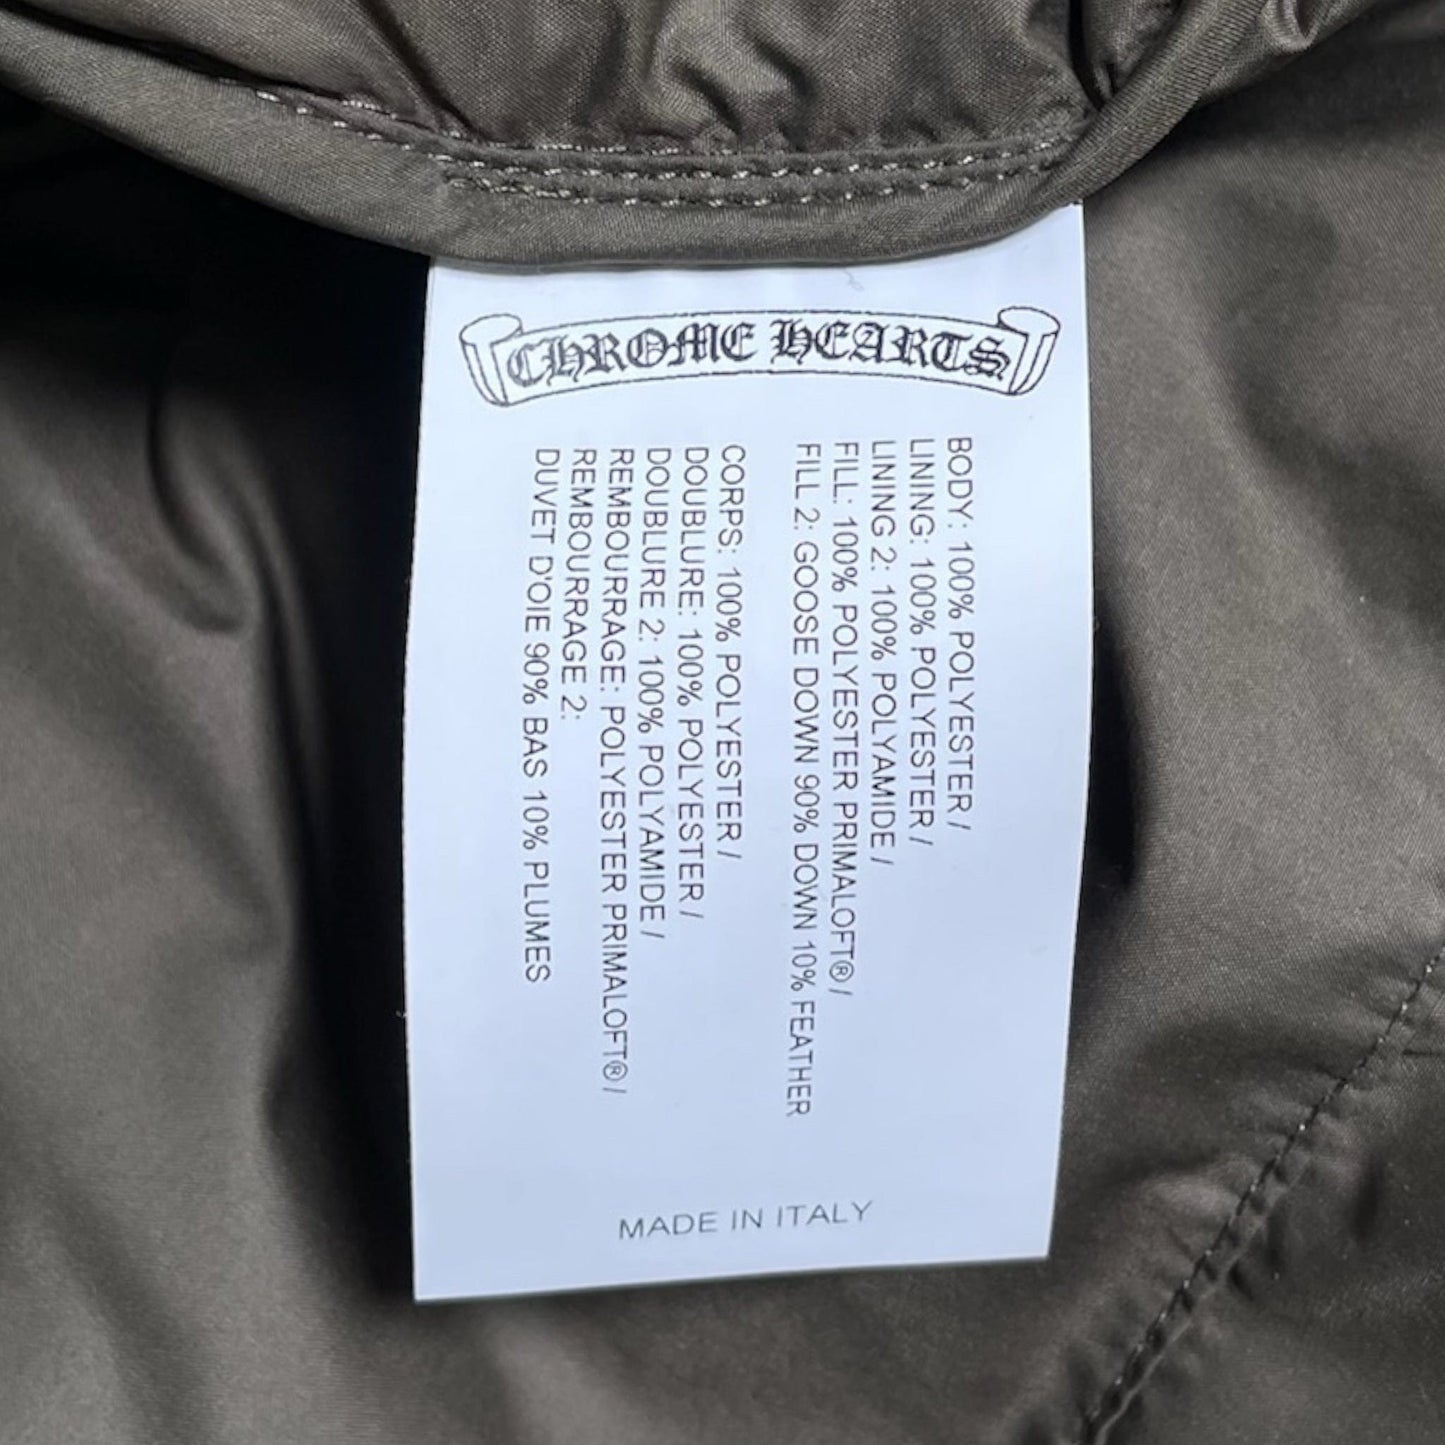 CHROME HEARTS
BODY: 100% POLYESTER /
LINING: 100% POLYESTER /
LINING 2: 100% POLYAMIDE /
FILL: 100% POLYESTER PRIMALOFT® /
FILL 2: GOOSE DOWN 90% DOWN 10% FEATHER
CORPS: 100% POLYESTER /
DOUBLURE: 100% POLYESTER /
DOUBLURE 2: 100% POLYAMIDE /
REMBOURRAGE: POLYESTER PRIMALOFT® /
REMBOURRAGE 2:
DUVET D'OIE 90% BAS 10% PLUMES
MADE IN ITALY